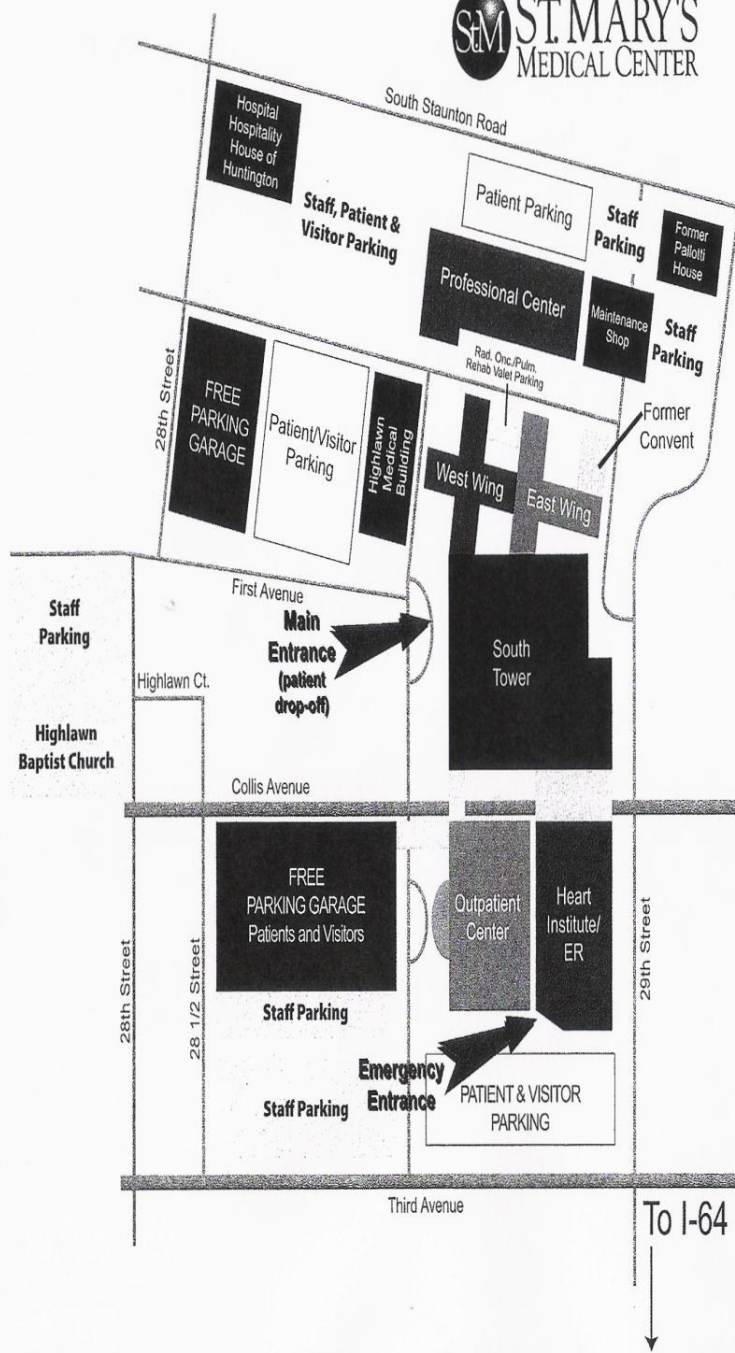 StM
ST. MARY'S
MEDICAL CENTER
South Staunton Road
Hospital
Hospitality
House of
Huntington
Staff, Patient &
Visitor Parking
Patient Parking
Staff
Parking
Former
Pallotti
House
Professional Center
Maintenance
Shop
Staff
Parking
Rad. Onc./Pulm.
Rehab Valet Parking
28th Street
FREE
PARKING
GARAGE
Patient/Visitor
Parking
Highlawn
Medical
Building
Former
Convent
West Wing
East Wing
First Avenue
Staff
Parking
Main
Entrance
(patient
drop-off)
South
Tower
Highlawn Ct.
Highlawn
Baptist Church
Collis Avenue
FREE
PARKING GARAGE
Patients and Visitors
Outpatient
Center
Heart
Institute/
ER
28th Street
28 1/2 Street
29th Street
Staff Parking
Staff Parking
Emergency
Entrance
PATIENT & VISITOR
PARKING
Third Avenue
To I-64